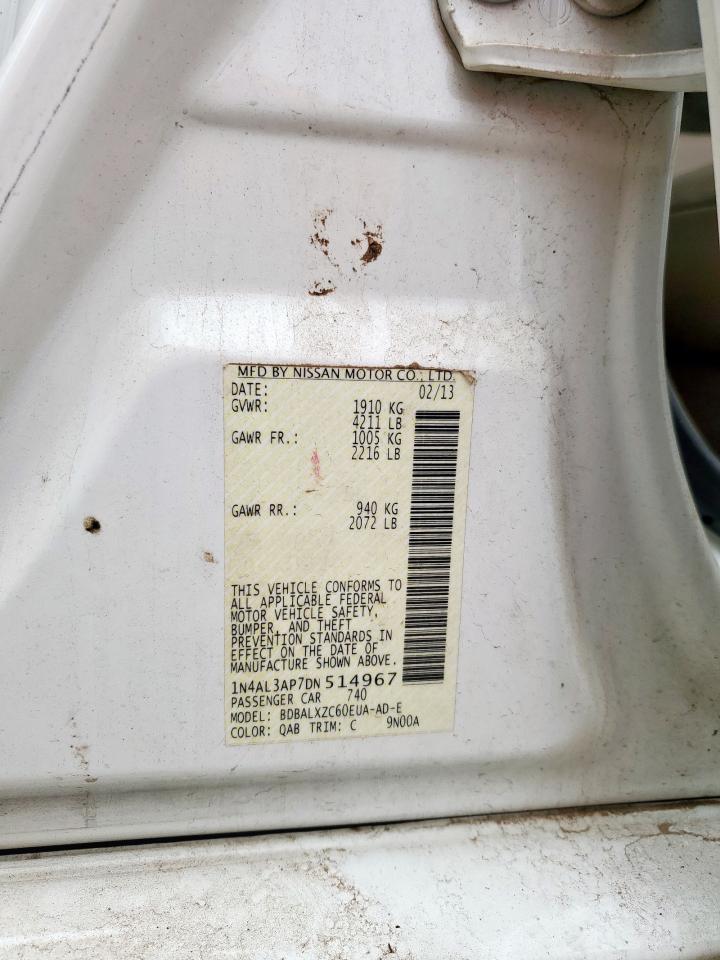 MFD BY NISSAN MOTOR CO., LTD.
DATE: 02/13
GVWR: 1910 KG
4211 LB
GAWR FR.: 1005 KG
2216 LB
GAWR RR.: 940 KG
2072 LB
THIS VEHICLE CONFORMS TO
ALL APPLICABLE FEDERAL
MOTOR VEHICLE SAFETY,
BUMPER, AND THEFT
PREVENTION STANDARDS IN
EFFECT ON THE DATE OF
MANUFACTURE SHOWN ABOVE.
1N4AL3AP7DN514967
PASSENGER CAR 740
MODEL: BDBALXZC60EUA-AD-E
COLOR: QAB TRIM: C 9N00A